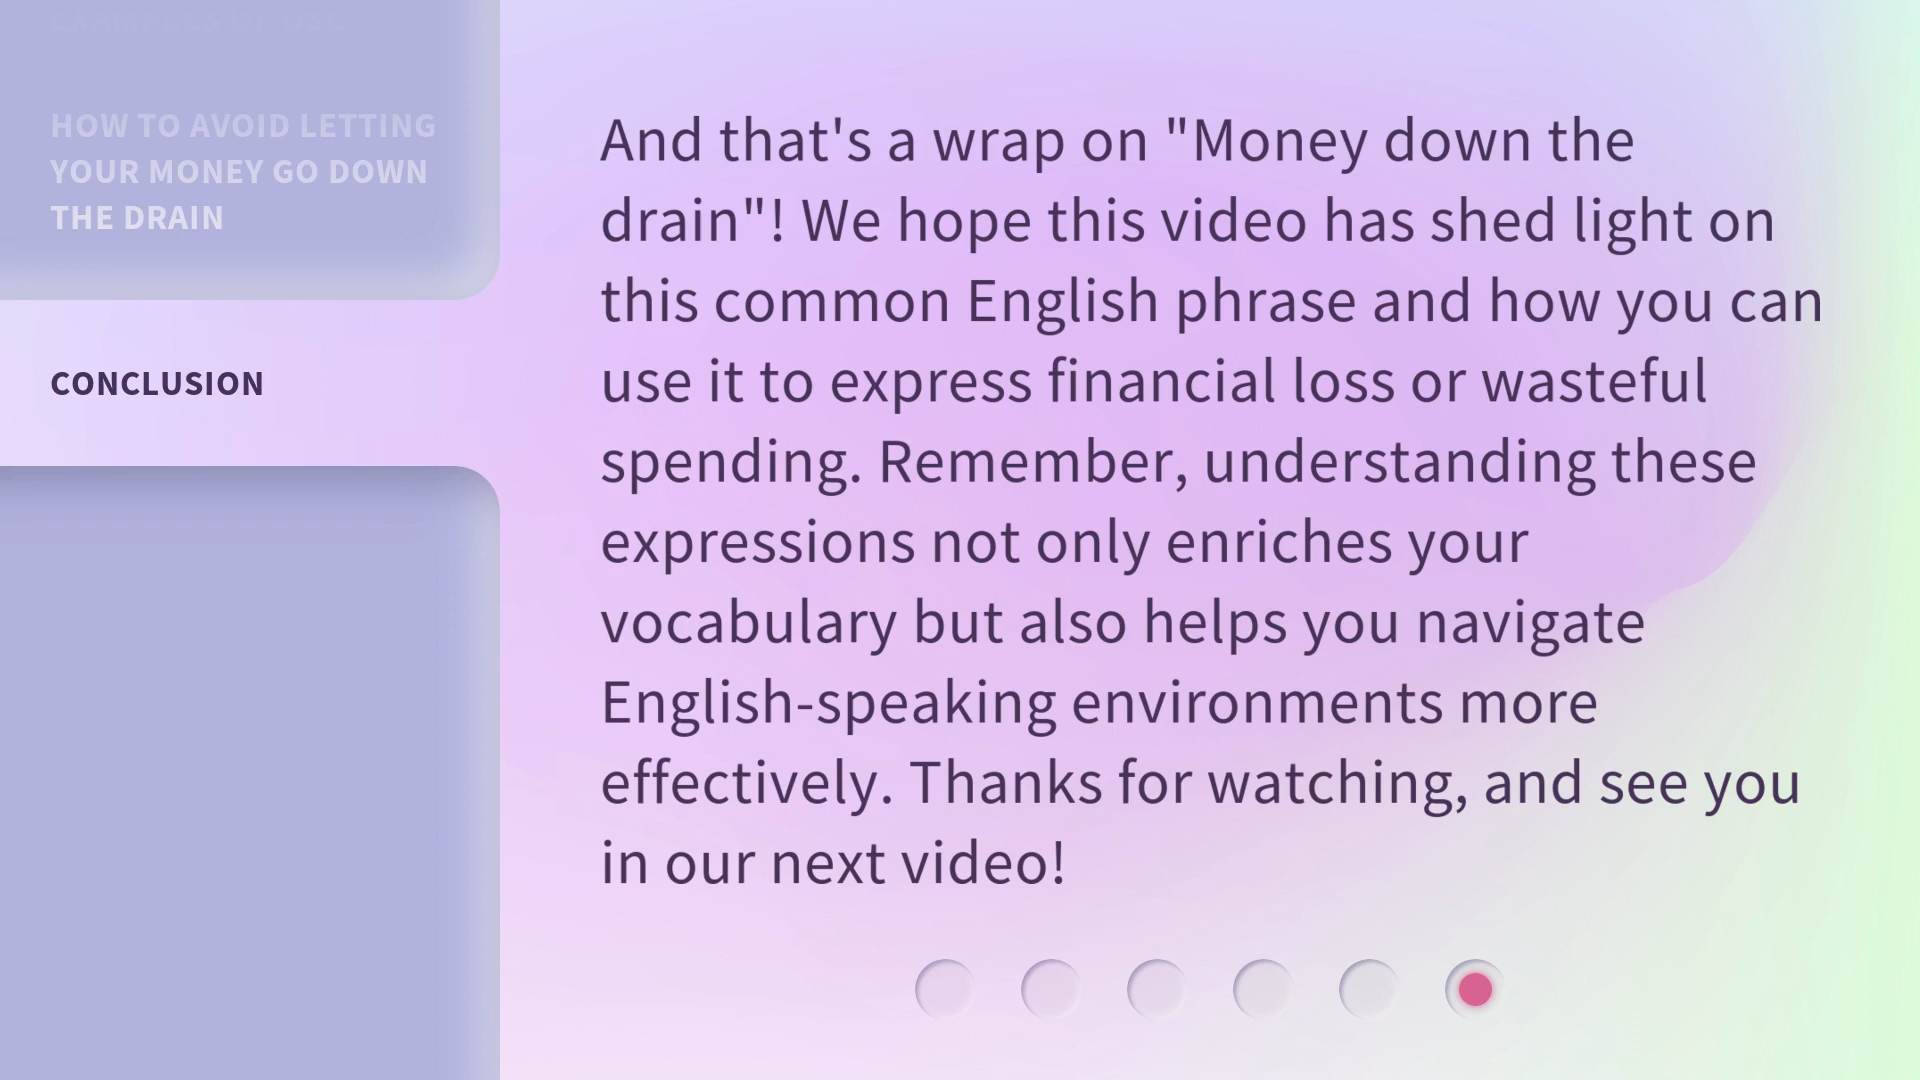 HOW TO AVOID LETTING
YOUR MONEY GO DOWN
THE DRAIN
CONCLUSION
And that's a wrap on "Money down the
drain"! We hope this video has shed light on
this common English phrase and how you can
use it to express financial loss or wasteful
spending. Remember, understanding these
expressions not only enriches your
vocabulary but also helps you navigate
English-speaking environments more
effectively. Thanks for watching, and see you
in our next video!